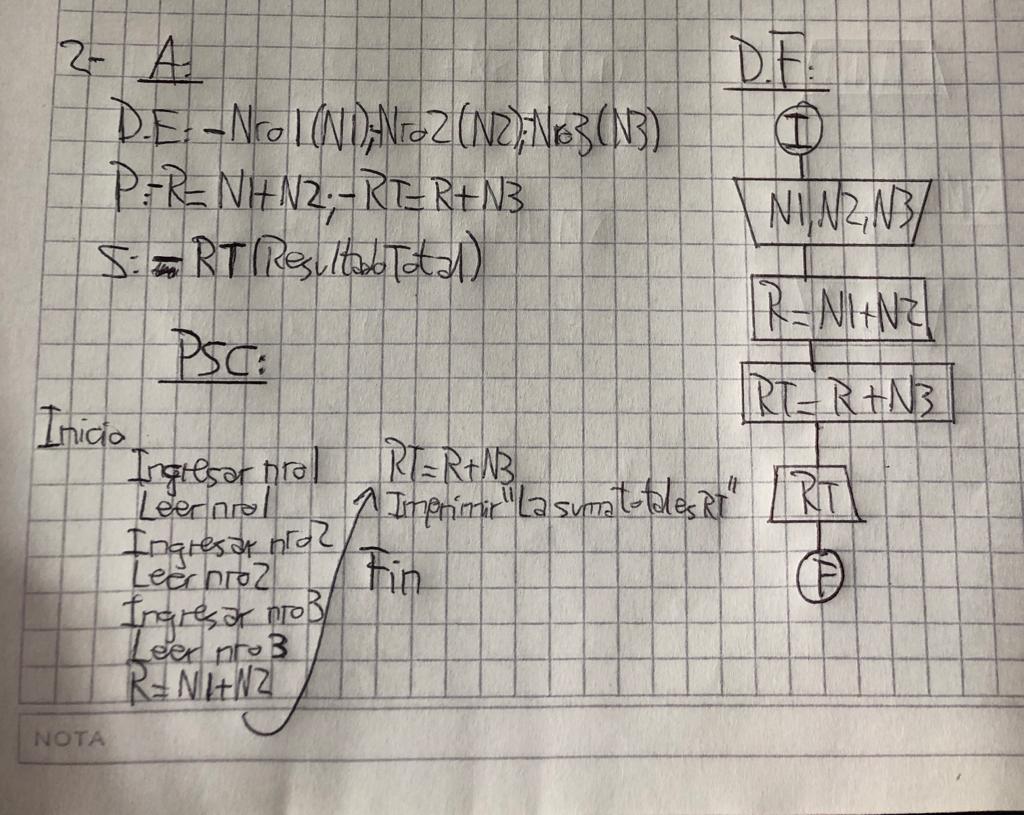 2- A:
D.E: -Nro1(N1);Nro2(N2);Nro3(N3)
P:-R=N1+N2;-RT=R+N3
S:-RT(ResultadoTotal)
PSC:
Inicio
Ingresar nro1
Leer nro1
Ingresar nro2
Leer nro2
Ingresar nro3
Leer nro3
R=N1+N2
RT=R+N3
Imprimir"La suma total es RT"
Fin
D.F:
I
N1,N2,N3
R=N1+N2
RT=R+N3
RT
F
NOTA